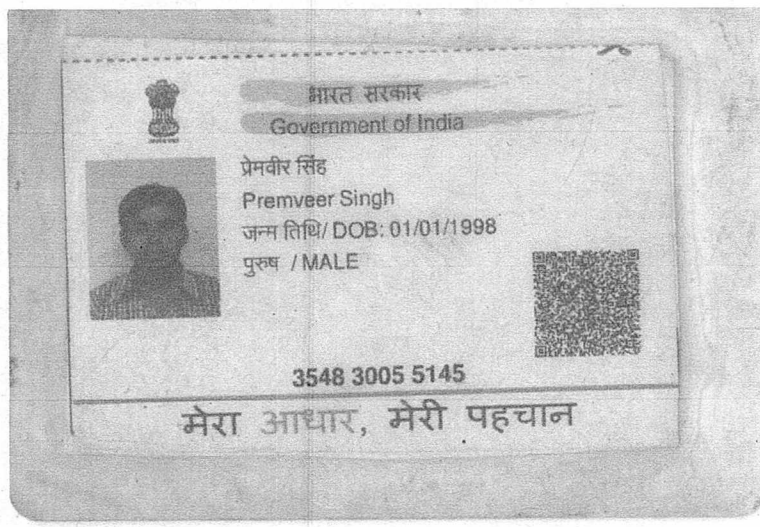 भारत सरकार
Government of India
प्रेमवीर सिंह
Premveer Singh
जन्म तिथि/ DOB: 01/01/1998
पुरुष / MALE
3548 3005 5145
मेरा आधार, मेरी पहचान